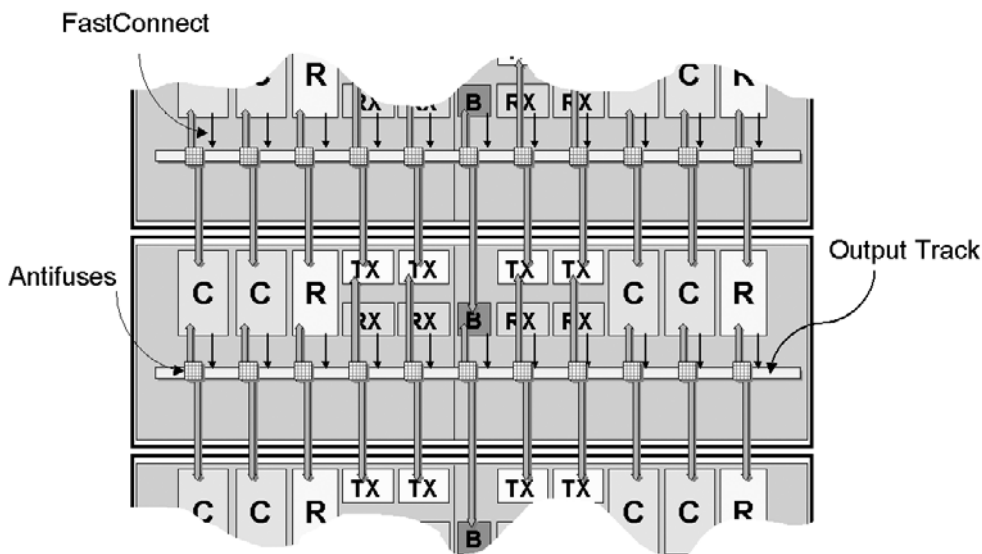 FastConnect
C R C R
RX RX B RX RX
TX TX TX TX
Antifuses C C R C C R Output Track
RX RX B RX RX
TX TX TX TX
C C R C C R
B